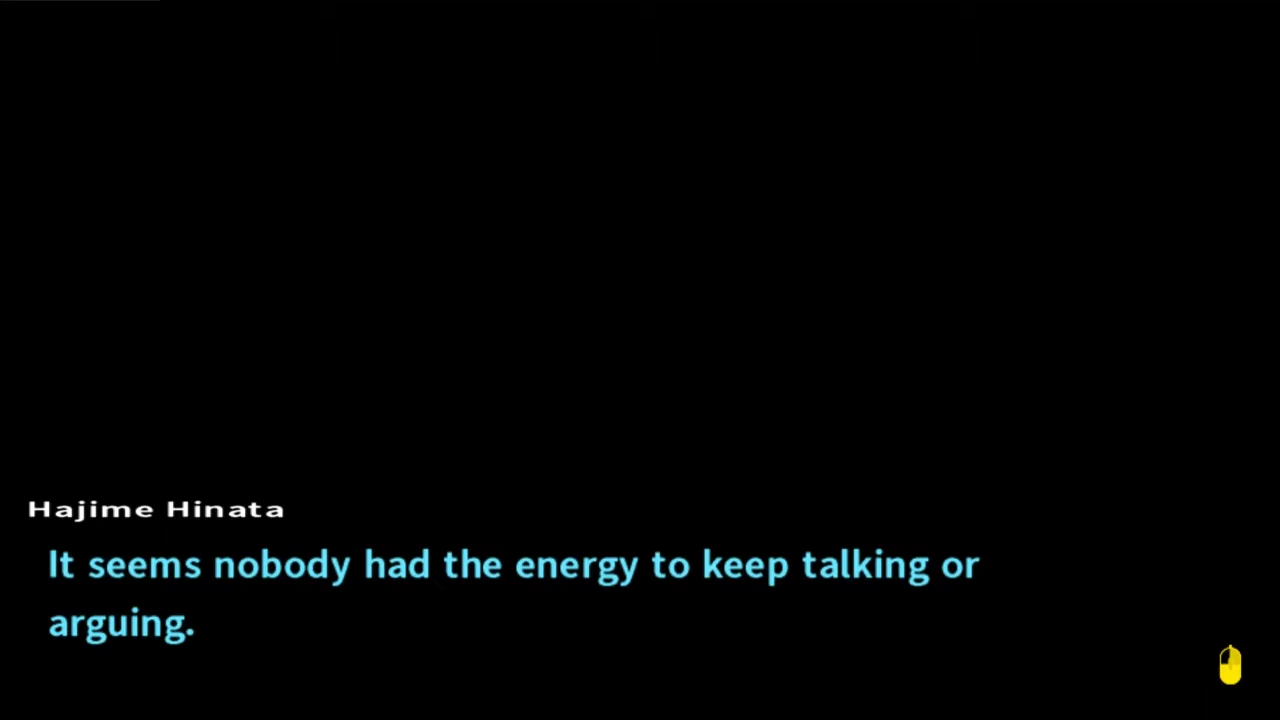 Hajime Hinata
It seems nobody had the energy to keep talking or
arguing.